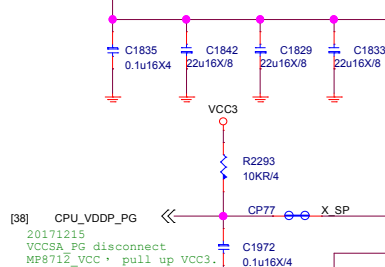 C1835 C1842 C1829 C1833
0.1u16X4 22u16X/8 22u16X/8 22u16X/8
VCC3
R2293
10KR/4
[38] CPU_VDDP_PG CP77 X_SP
20171215
VCCSA_PG disconnect
MP8712_VCC , pull up VCC3.
C1972
0.1u16X/4